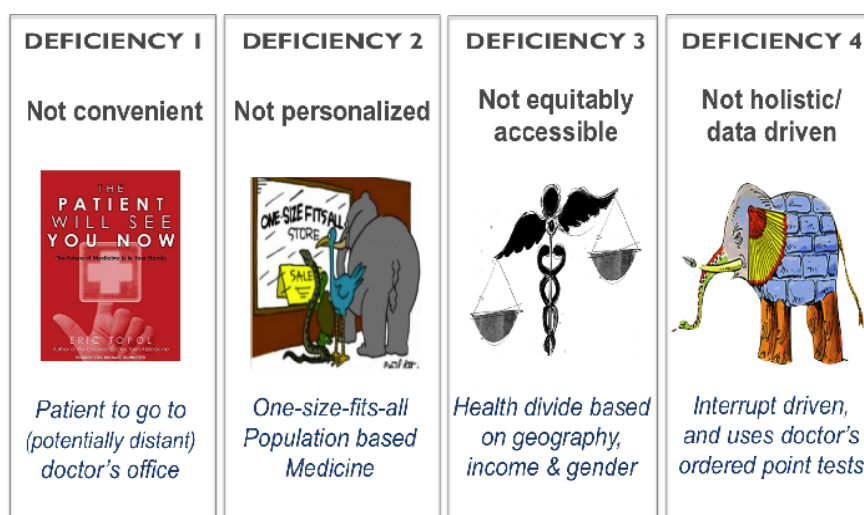 DEFICIENCY 1
Not convenient
THE
PATIENT
WILL SEE
YOU NOW
The Future of Medicine Is in Your Hands
ERIC TOPOL
Patient to go to
(potentially distant)
doctor's office
DEFICIENCY 2
Not personalized
ONE-SIZE FITS ALL
STORE
SALE
One-size-fits-all
Population based
Medicine
DEFICIENCY 3
Not equitably
accessible
Health divide based
on geography,
income & gender
DEFICIENCY 4
Not holistic/
data driven
Interrupt driven,
and uses doctor's
ordered point tests